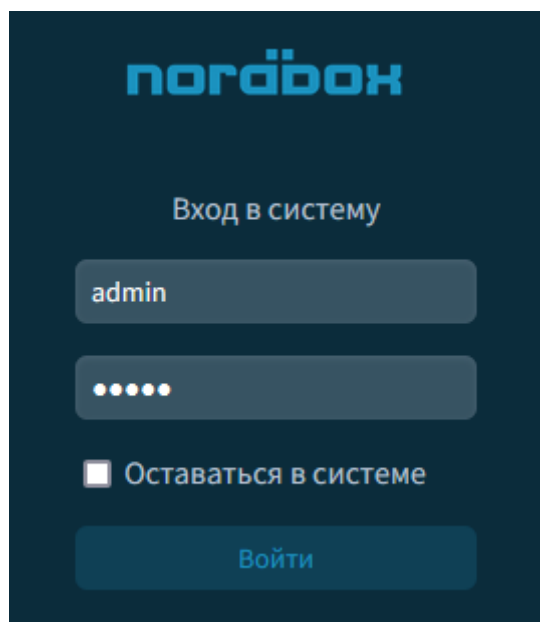 nordbox
Вход в систему
admin
•••••
Оставаться в системе
Войти